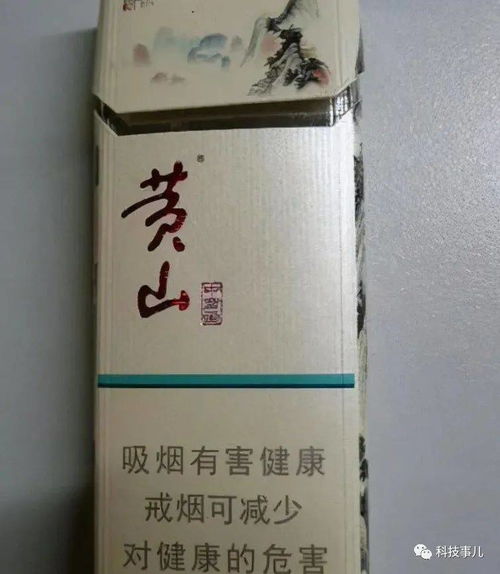 黄山
®
吸烟有害健康
戒烟可减少
对健康的危害
科技事儿